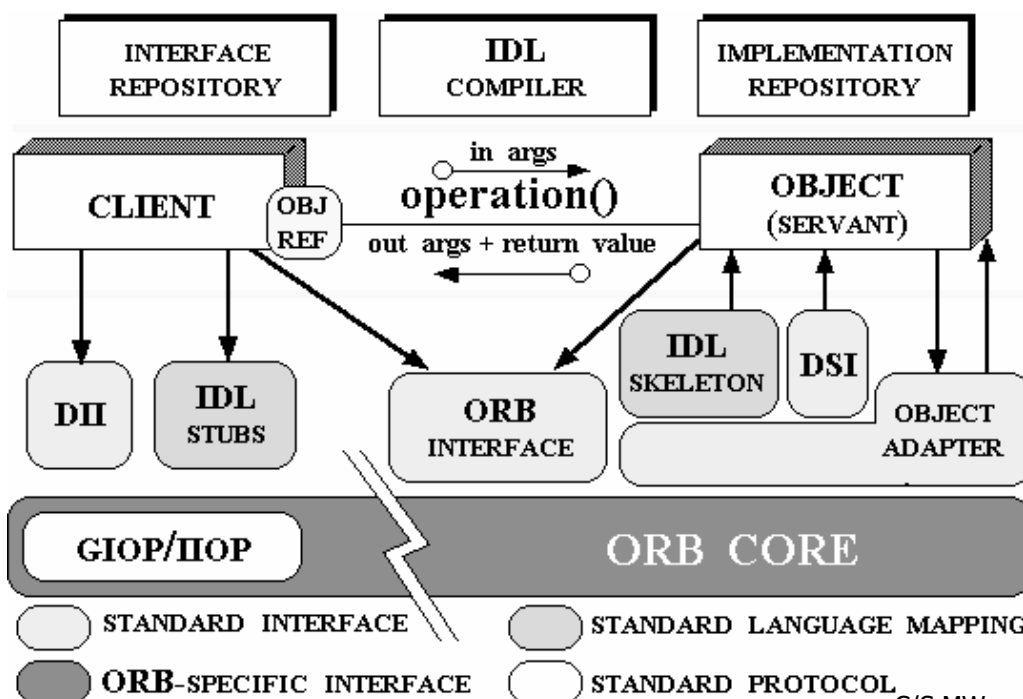 INTERFACE
REPOSITORY
IDL
COMPILER
IMPLEMENTATION
REPOSITORY
in args
operation()
out args + return value
CLIENT
OBJ
REF
OBJECT
(SERVANT)
DII
IDL
STUBS
ORB
INTERFACE
IDL
SKELETON
DSI
OBJECT
ADAPTER
GIOP/IIOP
ORB CORE
STANDARD INTERFACE
STANDARD LANGUAGE MAPPING
ORB-SPECIFIC INTERFACE
STANDARD PROTOCOL